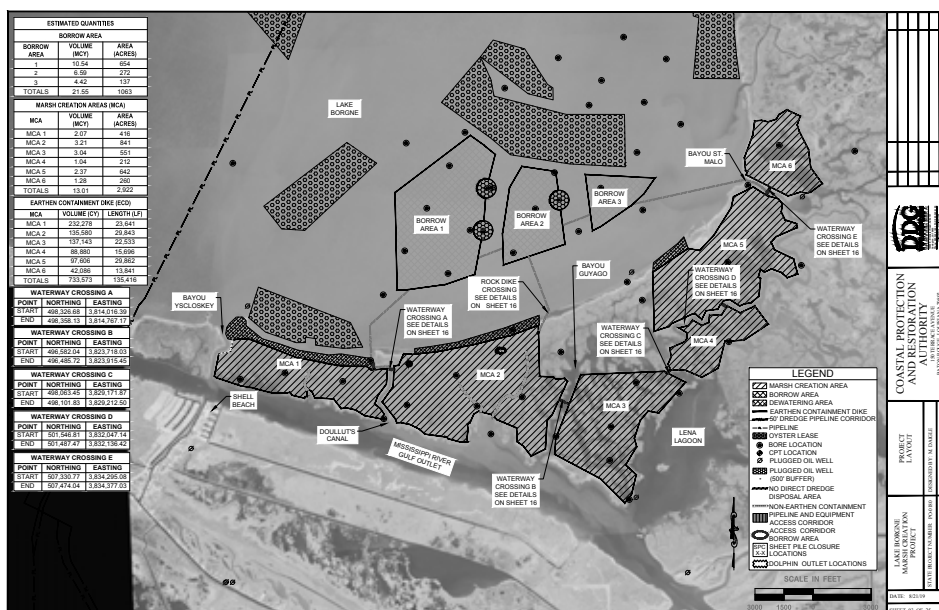 ESTIMATED QUANTITIES
BORROW AREA
BORROW AREA VOLUME (MCY) AREA (ACRES)
1 10.54 654
2 6.59 272
3 4.42 137
TOTALS 21.55 1063
MARSH CREATION AREAS (MCA)
MCA VOLUME (MCY) AREA (ACRES)
MCA 1 2.07 416
MCA 2 3.21 841
MCA 3 3.04 551
MCA 4 1.04 212
MCA 5 2.37 642
MCA 6 1.28 260
TOTALS 13.01 2,922
EARTHEN CONTAINMENT DIKE (ECD)
MCA VOLUME (CY) LENGTH (LF)
MCA 1 232,278 23,641
MCA 2 135,580 29,843
MCA 3 137,143 22,533
MCA 4 88,880 15,696
MCA 5 97,606 29,862
MCA 6 42,086 13,841
TOTALS 733,573 135,416
WATERWAY CROSSING A
POINT NORTHING EASTING
START 498,326.68 3,814,016.39
END 498,358.13 3,814,767.17
WATERWAY CROSSING B
POINT NORTHING EASTING
START 496,582.04 3,823,718.03
END 496,485.72 3,823,915.45
WATERWAY CROSSING C
POINT NORTHING EASTING
START 498,063.45 3,829,171.87
END 498,101.83 3,829,212.50
WATERWAY CROSSING D
POINT NORTHING EASTING
START 501,546.81 3,832,047.14
END 501,487.47 3,832,136.42
WATERWAY CROSSING E
POINT NORTHING EASTING
START 507,330.77 3,834,295.08
END 507,474.04 3,834,377.03
LAKE
BORGNE
BORROW
AREA 1
BORROW
AREA 2
BORROW
AREA 3
BAYOU ST.
MALO
MCA 6
WATERWAY
CROSSING E
SEE DETAILS
ON SHEET 16
MCA 5
WATERWAY
CROSSING D
SEE DETAILS
ON SHEET 16
BAYOU
GUYAGO
ROCK DIKE
CROSSING
SEE DETAILS
ON SHEET 16
BAYOU
YSCLOSKEY
WATERWAY
CROSSING A
SEE DETAILS
ON SHEET 16
WATERWAY
CROSSING C
SEE DETAILS
ON SHEET 16
MCA 4
MCA 1
MCA 2
MCA 3
SHELL
BEACH
DOULLUT'S
CANAL
MISSISSIPPI RIVER
GULF OUTLET
WATERWAY
CROSSING B
SEE DETAILS
ON SHEET 16
LENA
LAGOON
LEGEND
MARSH CREATION AREA
BORROW AREA
DEWATERING AREA
EARTHEN CONTAINMENT DIKE
50' DREDGE PIPELINE CORRIDOR
PIPELINE
OYSTER LEASE
BORE LOCATION
CPT LOCATION
PLUGGED OIL WELL
PLUGGED OIL WELL
(500' BUFFER)
NO DIRECT DREDGE
DISPOSAL AREA
NON-EARTHEN CONTAINMENT
PIPELINE AND EQUIPMENT
ACCESS CORRIDOR
ACCESS CORRIDOR
BORROW AREA
SPC X-X SHEET PILE CLOSURE
LOCATIONS
DOLPHIN OUTLET LOCATIONS
SCALE IN FEET
3000 1500 3000
DDG
COASTAL PROTECTION
AND RESTORATION
AUTHORITY
PROJECT
LAYOUT
DESIGNED BY: M. DAIGLE
LAKE BORGNE
MARSH CREATION
PROJECT
DATE: 8/21/19